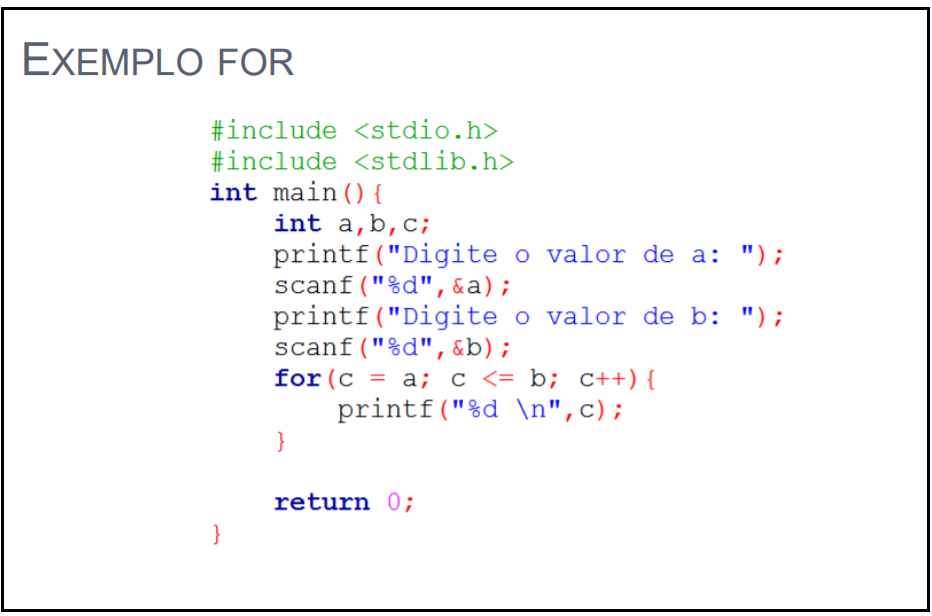 EXEMPLO FOR
#include <stdio.h>
#include <stdlib.h>
int main(){
    int a,b,c;
    printf("Digite o valor de a: ");
    scanf("%d",&a);
    printf("Digite o valor de b: ");
    scanf("%d",&b);
    for(c = a; c <= b; c++){
        printf("%d \n",c);
    }
    return 0;
}